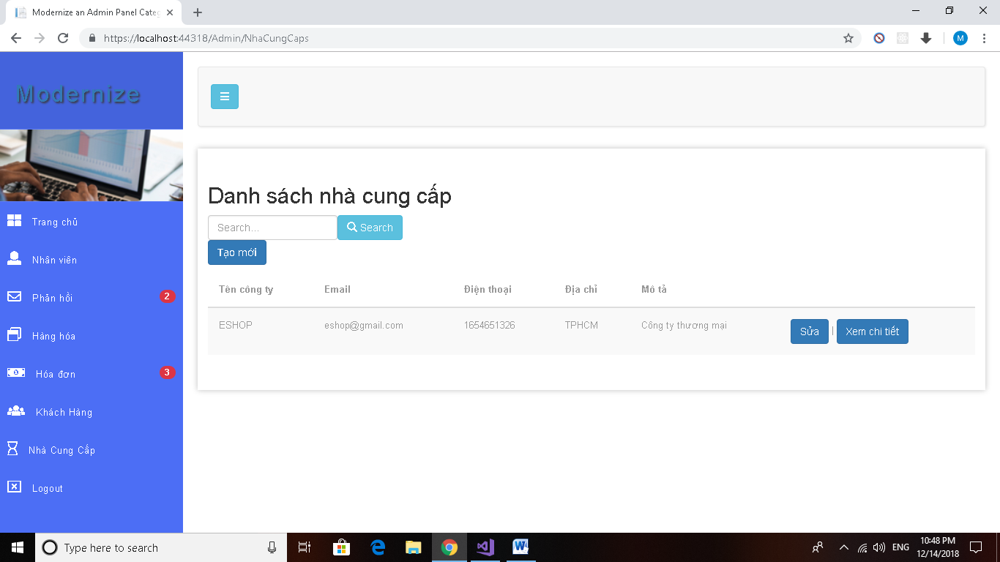 Modernize an Admin Panel Categ
https://localhost:44318/Admin/NhaCungCaps
M
Modernize
Trang chủ
Nhân viên
Phản hồi 2
Hàng hóa
Hóa đơn 3
Khách Hàng
Nhà Cung Cấp
Logout
Danh sách nhà cung cấp
Search...
Search
Tạo mới
Tên công ty Email Điện thoại Địa chỉ Mô tả
ESHOP eshop@gmail.com 1654651326 TPHCM Công ty thương mại Sửa | Xem chi tiết
Type here to search
ENG
10:48 PM
12/14/2018